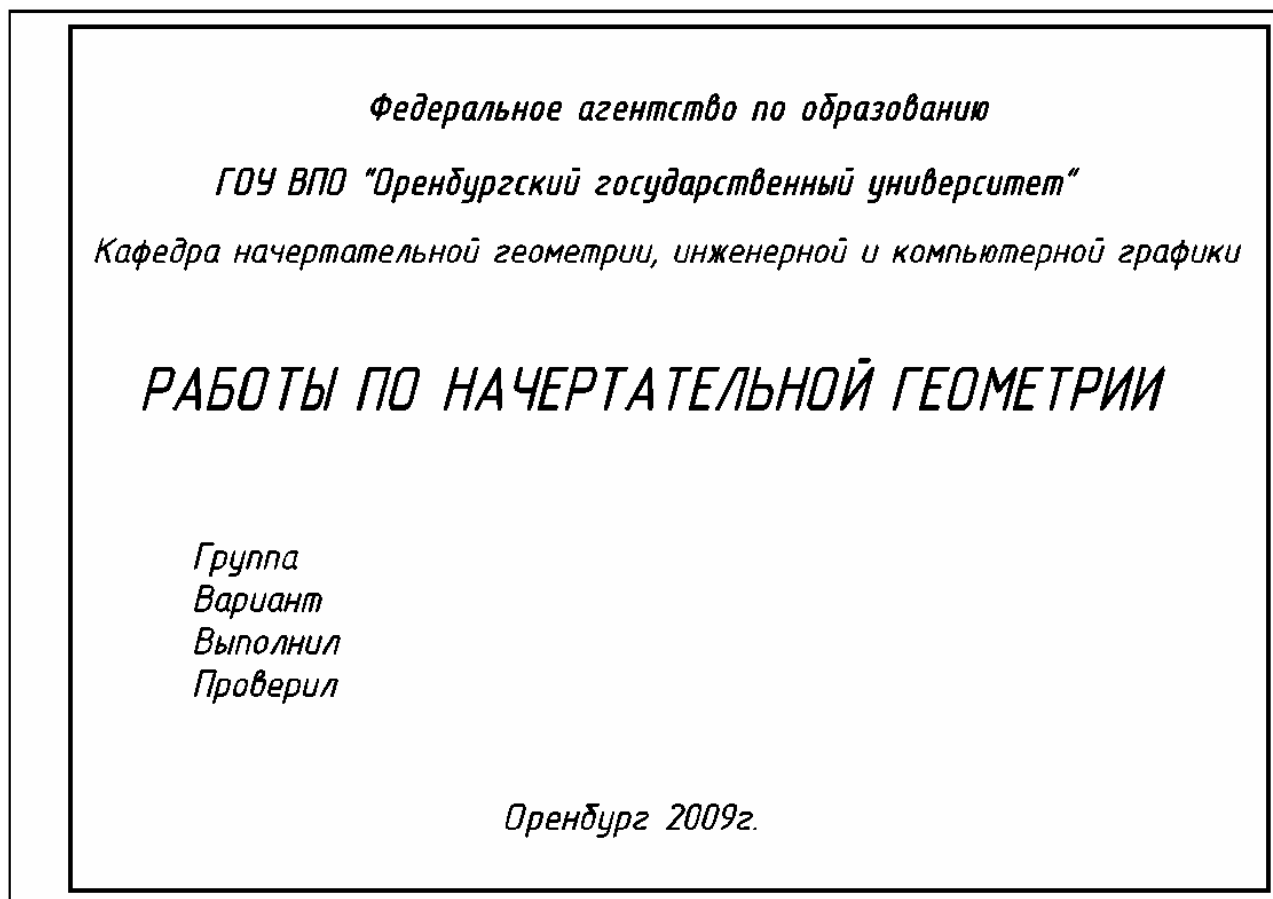 Федеральное агентство по образованию
ГОУ ВПО "Оренбургский государственный университет"
Кафедра начертательной геометрии, инженерной и компьютерной графики
РАБОТЫ ПО НАЧЕРТАТЕЛЬНОЙ ГЕОМЕТРИИ
Группа
Вариант
Выполнил
Проверил
Оренбург 2009г.